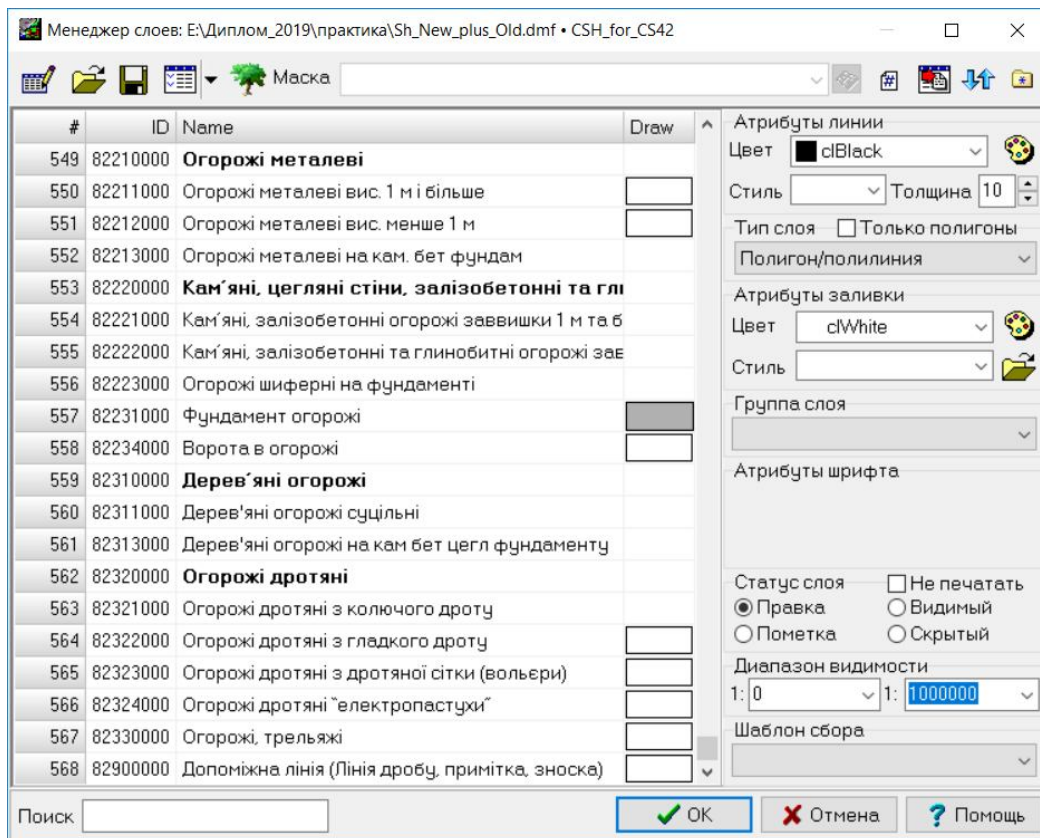 Менеджер слоев: E:\Диплом_2019\практика\Sh_New_plus_Old.dmf • CSH_for_CS42
Маска
# ID Name Draw
549 82210000 Огорожі металеві
550 82211000 Огорожі металеві вис. 1 м і більше
551 82212000 Огорожі металеві вис. менше 1 м
552 82213000 Огорожі металеві на кам. бет фундам
553 82220000 Кам´яні, цегляні стіни, залізобетонні та гли
554 82221000 Кам´яні, залізобетонні огорожі заввишки 1 м та б
555 82222000 Кам´яні, залізобетонні та глинобитні огорожі зав
556 82223000 Огорожі шиферні на фундаменті
557 82231000 Фундамент огорожі
558 82234000 Ворота в огорожі
559 82310000 Дерев´яні огорожі
560 82311000 Дерев'яні огорожі суцільні
561 82313000 Дерев'яні огорожі на кам бет цегл фундаменту
562 82320000 Огорожі дротяні
563 82321000 Огорожі дротяні з колючого дроту
564 82322000 Огорожі дротяні з гладкого дроту
565 82323000 Огорожі дротяні з дротяної сітки (вольєри)
566 82324000 Огорожі дротяні "електропастухи"
567 82330000 Огорожі, трельяжі
568 82900000 Допоміжна лінія (Лінія дробу, примітка, зноска)
Атрибуты линии
Цвет clBlack
Стиль Толщина 10
Тип слоя Только полигоны
Полигон/полилиния
Атрибуты заливки
Цвет clWhite
Стиль
Группа слоя
Атрибуты шрифта
Статус слоя Не печатать
Правка Видимый
Пометка Скрытый
Диапазон видимости
1: 0 1: 1000000
Шаблон сбора
Поиск OK Отмена ? Помощь